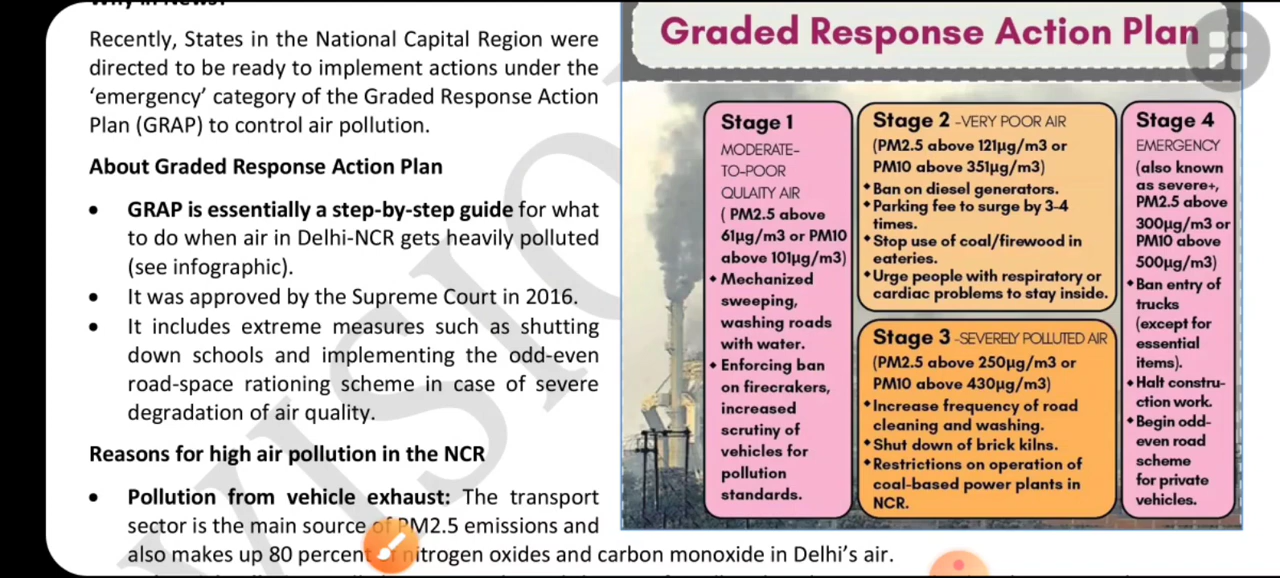 Why in News?
Recently, States in the National Capital Region were
directed to be ready to implement actions under the
‘emergency’ category of the Graded Response Action
Plan (GRAP) to control air pollution.
About Graded Response Action Plan
• GRAP is essentially a step-by-step guide for what
to do when air in Delhi-NCR gets heavily polluted
(see infographic).
• It was approved by the Supreme Court in 2016.
• It includes extreme measures such as shutting
down schools and implementing the odd-even
road-space rationing scheme in case of severe
degradation of air quality.
Reasons for high air pollution in the NCR
• Pollution from vehicle exhaust: The transport
sector is the main source of PM2.5 emissions and
also makes up 80 percent of nitrogen oxides and carbon monoxide in Delhi’s air.
Graded Response Action Plan
Stage 1
MODERATE-
TO-POOR
QULAITY AIR
( PM2.5 above
61µg/m3 or PM10
above 101µg/m3)
◆ Mechanized
sweeping,
washing roads
with water.
◆ Enforcing ban
on firecrakers,
increased
scrutiny of
vehicles for
pollution
standards.
Stage 2 -VERY POOR AIR
(PM2.5 above 121µg/m3 or
PM10 above 351µg/m3)
◆ Ban on diesel generators.
◆ Parking fee to surge by 3-4
times.
◆ Stop use of coal/firewood in
eateries.
◆ Urge people with respiratory or
cardiac problems to stay inside.
Stage 3 -SEVERELY POLLUTED AIR
(PM2.5 above 250µg/m3 or
PM10 above 430µg/m3)
◆ Increase frequency of road
cleaning and washing.
◆ Shut down of brick kilns.
◆ Restrictions on operation of
coal-based power plants in
NCR.
Stage 4
EMERGENCY
(also known
as severe+,
PM2.5 above
300µg/m3 or
PM10 above
500µg/m3)
◆ Ban entry of
trucks
(except for
essential
items).
◆ Halt constru-
ction work.
◆ Begin odd-
even road
scheme
for private
vehicles.
VISIO